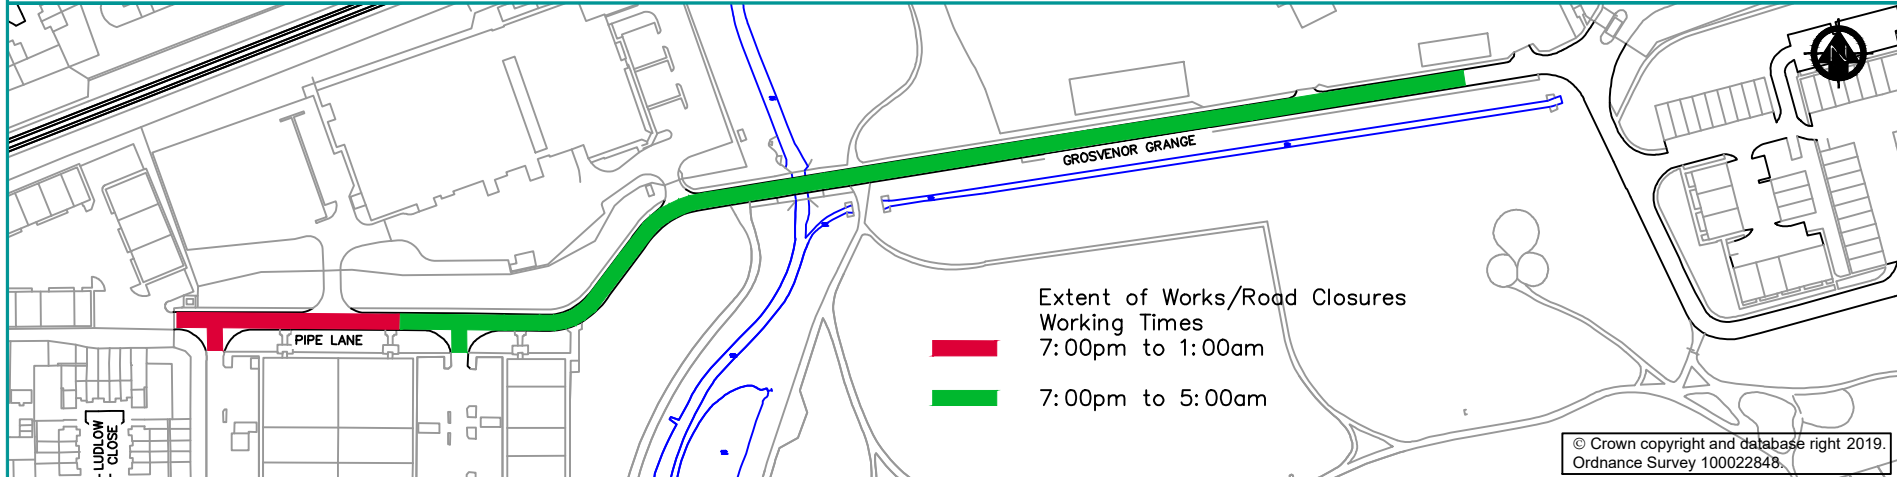 N
GROSVENOR GRANGE
Extent of Works/Road Closures
Working Times
7:00pm to 1:00am
7:00pm to 5:00am
PIPE LANE
LUDLOW
CLOSE
© Crown copyright and database right 2019.
Ordnance Survey 100022848.